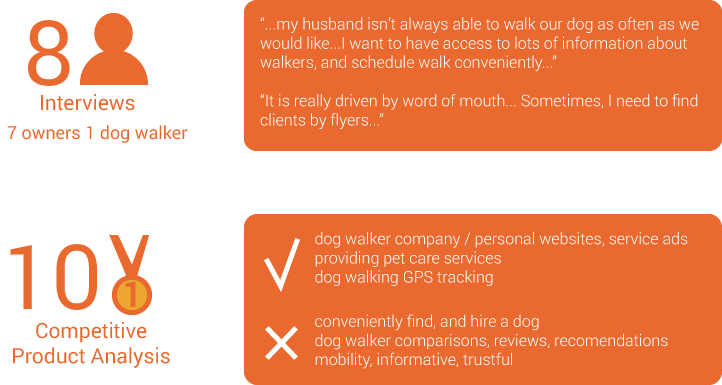 8
Interviews
7 owners 1 dog walker
“...my husband isn’t always able to walk our dog as often as we
would like...I want to have access to lots of information about
walkers, and schedule walk conveniently...”
“It is really driven by word of mouth... Sometimes, I need to find
clients by flyers...”
10
1
Competitive
Product Analysis
dog walker company / personal websites, service ads
providing pet care services
dog walking GPS tracking
conveniently find, and hire a dog
dog walker comparisons, reviews, recomendations
mobility, informative, trustful